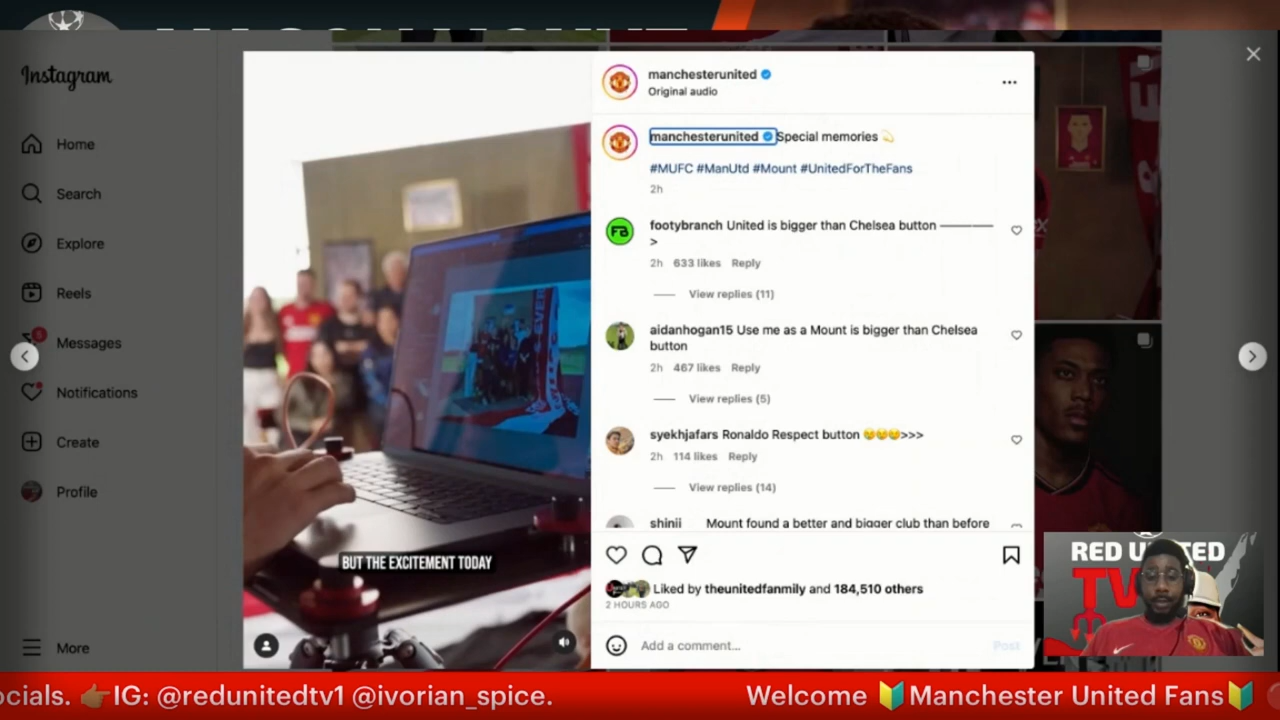 Instagram
Home
Search
Explore
Reels
Messages
Notifications
Create
Profile
More
BUT THE EXCITEMENT TODAY
manchesterunited
Original audio
manchesterunited Special memories 💫
#MUFC #ManUtd #Mount #UnitedForTheFans
2h
footybranch United is bigger than Chelsea button ————
>
2h 633 likes Reply
View replies (11)
aidanhogan15 Use me as a Mount is bigger than Chelsea
button
2h 467 likes Reply
View replies (5)
syekhjafars Ronaldo Respect button 😢😢😢>>>
2h 114 likes Reply
View replies (14)
shinji Mount found a better and bigger club than before
Liked by theunitedfanmily and 184,510 others
2 HOURS AGO
Add a comment...
Post
RED UNITED
TV
ocials. 👉IG: @redunitedtv1 @ivorian_spice. Welcome 🔰Manchester United Fans🔰